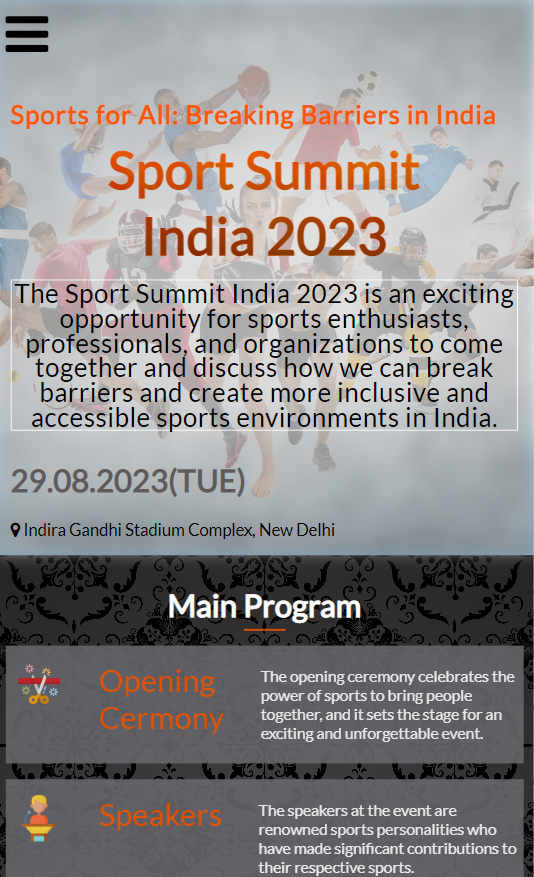 Sports for All: Breaking Barriers in India
Sport Summit
India 2023
The Sport Summit India 2023 is an exciting
opportunity for sports enthusiasts,
professionals, and organizations to come
together and discuss how we can break
barriers and create more inclusive and
accessible sports environments in India.
29.08.2023(TUE)
Indira Gandhi Stadium Complex, New Delhi
Main Program
Opening
Cermony
The opening ceremony celebrates the
power of sports to bring people
together, and it sets the stage for an
exciting and unforgettable event.
Speakers
The speakers at the event are
renowned sports personalities who
have made significant contributions to
their respective sports.